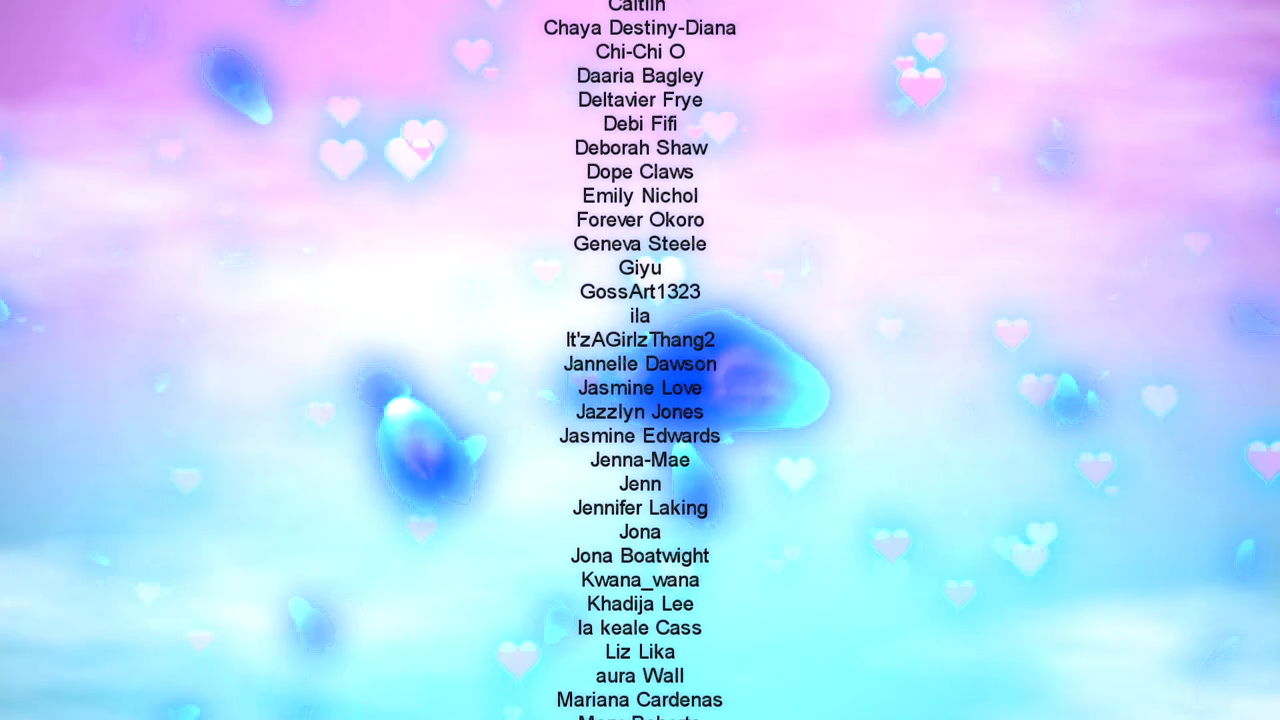 Caitlin
Chaya Destiny-Diana
Chi-Chi O
Daaria Bagley
Deltavier Frye
Debi Fifi
Deborah Shaw
Dope Claws
Emily Nichol
Forever Okoro
Geneva Steele
Giyu
GossArt1323
ila
It'zAGirlzThang2
Jannelle Dawson
Jasmine Love
Jazzlyn Jones
Jasmine Edwards
Jenna-Mae
Jenn
Jennifer Laking
Jona
Jona Boatwight
Kwana_wana
Khadija Lee
la keale Cass
Liz Lika
aura Wall
Mariana Cardenas